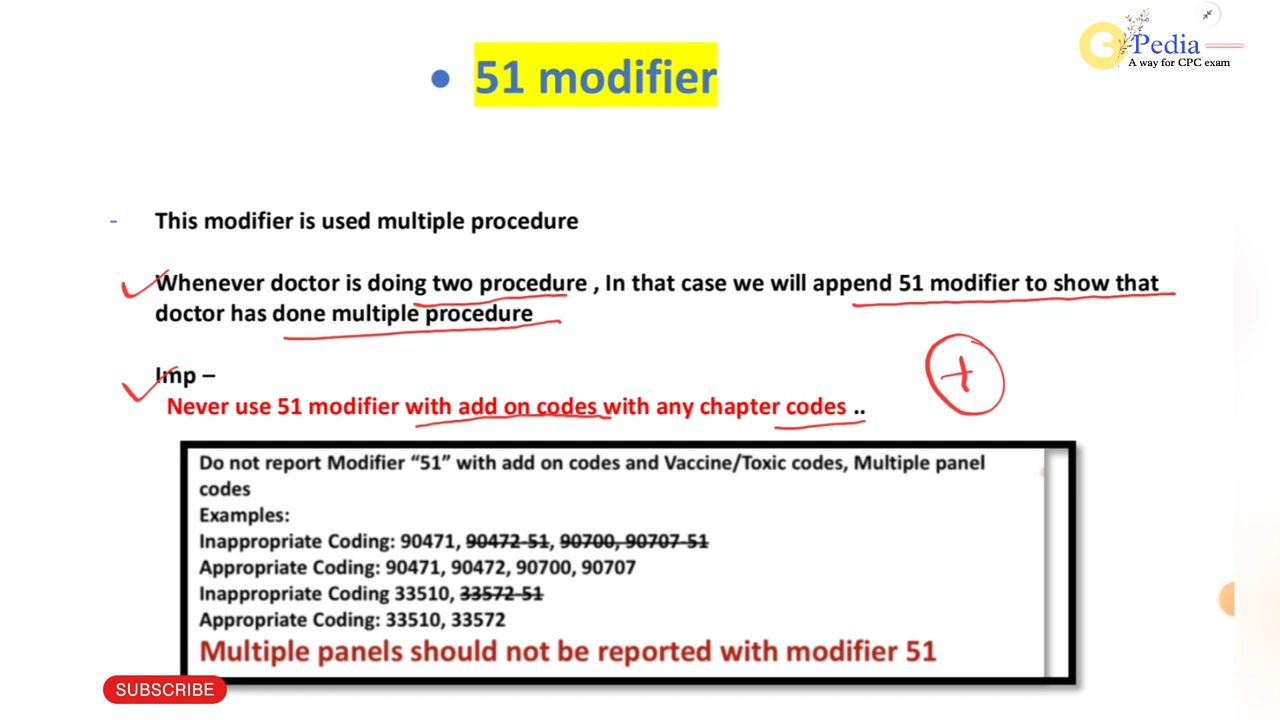 Pedia
A way for CPC exam
• 51 modifier
- This modifier is used multiple procedure
Whenever doctor is doing two procedure , In that case we will append 51 modifier to show that
doctor has done multiple procedure
Imp –
Never use 51 modifier with add on codes with any chapter codes ..
+
Do not report Modifier “51” with add on codes and Vaccine/Toxic codes, Multiple panel
codes
Examples:
Inappropriate Coding: 90471, 90472-51, 90700, 90707-51
Appropriate Coding: 90471, 90472, 90700, 90707
Inappropriate Coding 33510, 33572-51
Appropriate Coding: 33510, 33572
Multiple panels should not be reported with modifier 51
SUBSCRIBE